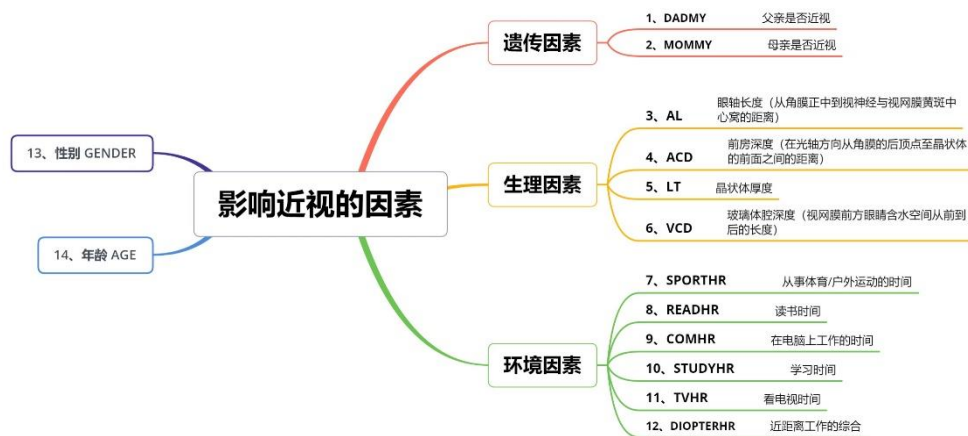 影响近视的因素
遗传因素
1、DADMY 父亲是否近视
2、MOMMY 母亲是否近视
生理因素
3、AL 眼轴长度（从角膜正中到视神经与视网膜黄斑中
心窝的距离）
4、ACD 前房深度（在光轴方向从角膜的后顶点至晶状体
的前面之间的距离）
5、LT 晶状体厚度
6、VCD 玻璃体腔深度（视网膜前方眼睛含水空间从前到
后的长度）
环境因素
7、SPORTHR 从事体育/户外运动的时间
8、READHR 读书时间
9、COMHR 在电脑上工作的时间
10、STUDYHR 学习时间
11、TVHR 看电视时间
12、DIOPTERHR 近距离工作的综合
13、性别 GENDER
14、年龄 AGE